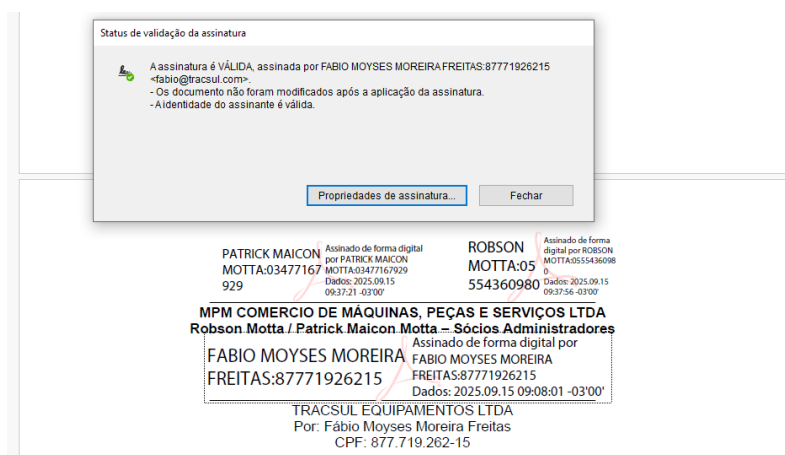 Status de validação da assinatura
A assinatura é VÁLIDA, assinada por FABIO MOYSES MOREIRA FREITAS:87771926215
<fabio@tracsul.com>.
- Os documento não foram modificados após a aplicação da assinatura.
- A identidade do assinante é válida.
Propriedades de assinatura...
Fechar
PATRICK MAICON
MOTTA:03477167
929
Assinado de forma digital
por PATRICK MAICON
MOTTA:03477167929
Dados: 2025.09.15
09:37:21 -03'00'
ROBSON
MOTTA:05
554360980
Assinado de forma
digital por ROBSON
MOTTA:0555436098
0
Dados: 2025.09.15
09:37:56 -03'00'
MPM COMERCIO DE MÁQUINAS, PEÇAS E SERVIÇOS LTDA
Robson Motta / Patrick Maicon Motta – Sócios Administradores
FABIO MOYSES MOREIRA
FREITAS:87771926215
Assinado de forma digital por
FABIO MOYSES MOREIRA
FREITAS:87771926215
Dados: 2025.09.15 09:08:01 -03'00'
TRACSUL EQUIPAMENTOS LTDA
Por: Fábio Moyses Moreira Freitas
CPF: 877.719.262-15